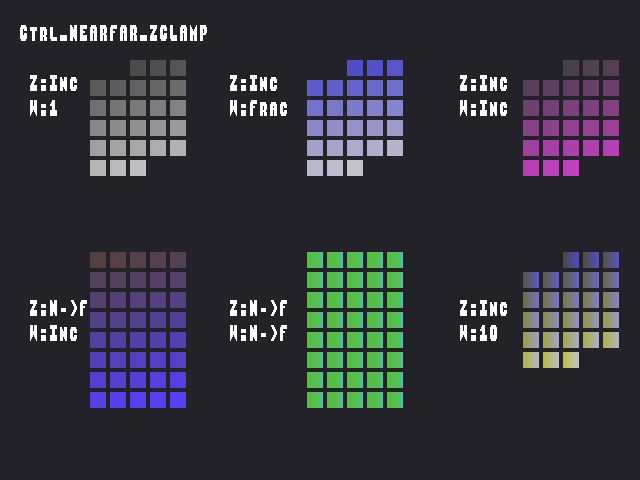 Ctrl_NEARFAR_ZCLAMP
Z:Inc
W:1
Z:Inc
W:frac
Z:Inc
W:Inc
Z:N->f
W:Inc
Z:N->f
W:N->f
Z:Inc
W:10